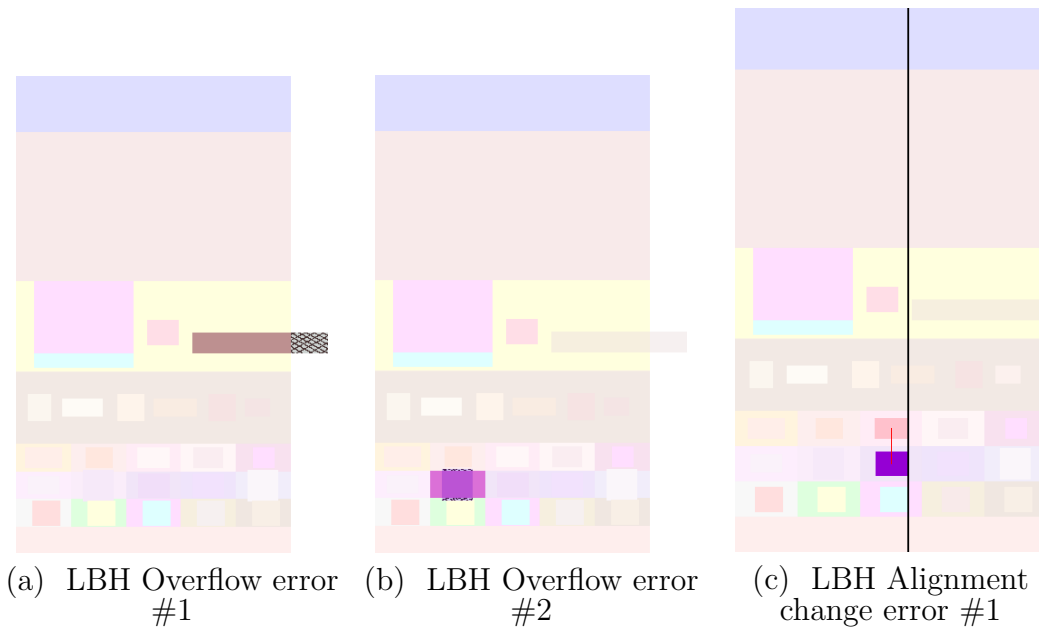 (a) LBH Overflow error
#1
(b) LBH Overflow error
#2
(c) LBH Alignment
change error #1